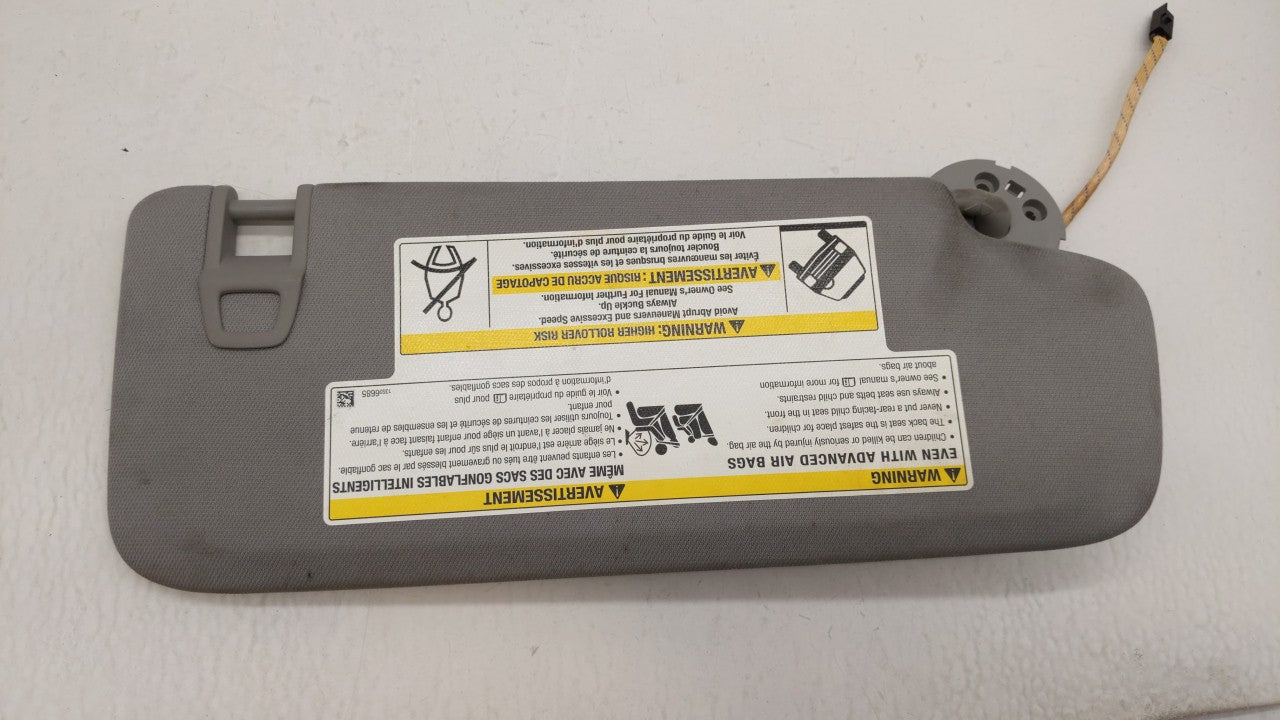 WARNING
EVEN WITH ADVANCED AIR BAGS
• Children can be killed or seriously injured by the air bag.
• The back seat is the safest place for children.
• Never put a rear-facing child seat in the front.
• Always use seat belts and child restraints.
• See owner's manual for more information
about air bags.
AVERTISSEMENT
MÊME AVEC DES SACS GONFLABLES INTELLIGENTS
• Les enfants peuvent être tués ou gravement blessés par le sac gonflable.
• Le siège arrière est l'endroit le plus sûr pour les enfants.
• Ne jamais placer à l'avant un siège pour enfant faisant face à l'arrière.
• Toujours utiliser les ceintures de sécurité et les ensembles de retenue
pour enfant.
• Voir le guide du propriétaire pour plus
d'information à propos des sacs gonflables.
13506685
WARNING: HIGHER ROLLOVER RISK
Avoid Abrupt Maneuvers and Excessive Speed.
Always Buckle Up.
See Owner's Manual For Further Information.
AVERTISSEMENT : RISQUE ACCRU DE CAPOTAGE
Éviter les manœuvres brusques et les vitesses excessives.
Boucler toujours la ceinture de sécurité.
Voir le Guide du propriétaire pour plus d'information.